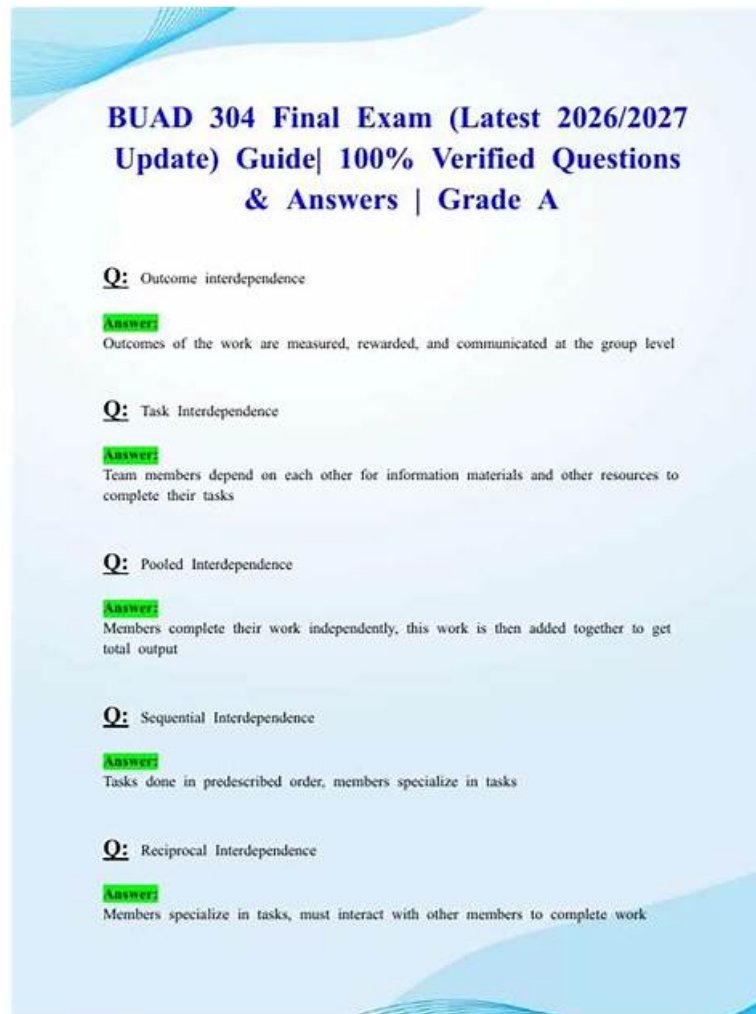 BUAD 304 Final Exam (Latest 2026/2027
Update) Guide| 100% Verified Questions
& Answers | Grade A
Q: Outcome interdependence
Answer:
Outcomes of the work are measured, rewarded, and communicated at the group level
Q: Task Interdependence
Answer:
Team members depend on each other for information materials and other resources to
complete their tasks
Q: Pooled Interdependence
Answer:
Members complete their work independently, this work is then added together to get
total output
Q: Sequential Interdependence
Answer:
Tasks done in predescribed order, members specialize in tasks
Q: Reciprocal Interdependence
Answer:
Members specialize in tasks, must interact with other members to complete work